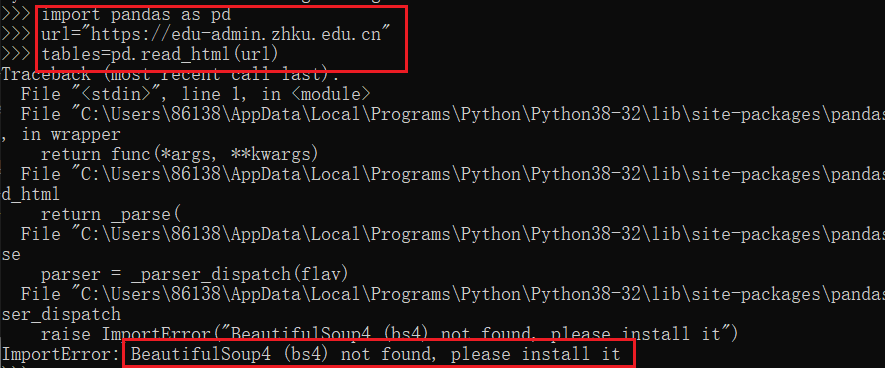 >>> import pandas as pd
>>> url="https://edu-admin.zhku.edu.cn"
>>> tables=pd.read_html(url)
Traceback (most recent call last):
  File "<stdin>", line 1, in <module>
  File "C:\Users\86138\AppData\Local\Programs\Python\Python38-32\lib\site-packages\pandas
, in wrapper
    return func(*args, **kwargs)
  File "C:\Users\86138\AppData\Local\Programs\Python\Python38-32\lib\site-packages\pandas
d_html
    return _parse(
  File "C:\Users\86138\AppData\Local\Programs\Python\Python38-32\lib\site-packages\pandas
se
    parser = _parser_dispatch(flav)
  File "C:\Users\86138\AppData\Local\Programs\Python\Python38-32\lib\site-packages\pandas
ser_dispatch
    raise ImportError("BeautifulSoup4 (bs4) not found, please install it")
ImportError: BeautifulSoup4 (bs4) not found, please install it